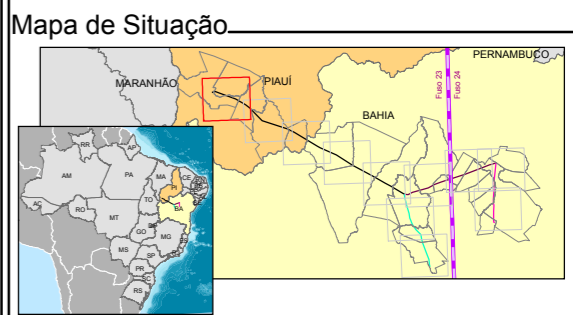 Mapa de Situação
PERNAMBUCO
MARANHÃO
PIAUÍ
BAHIA
Fuso 23
Fuso 24
RR
AP
AM
PA
MA
CE
PI
TO
AC
RO
BA
MT
GO
MG
MS
SP
PR
SC
RS